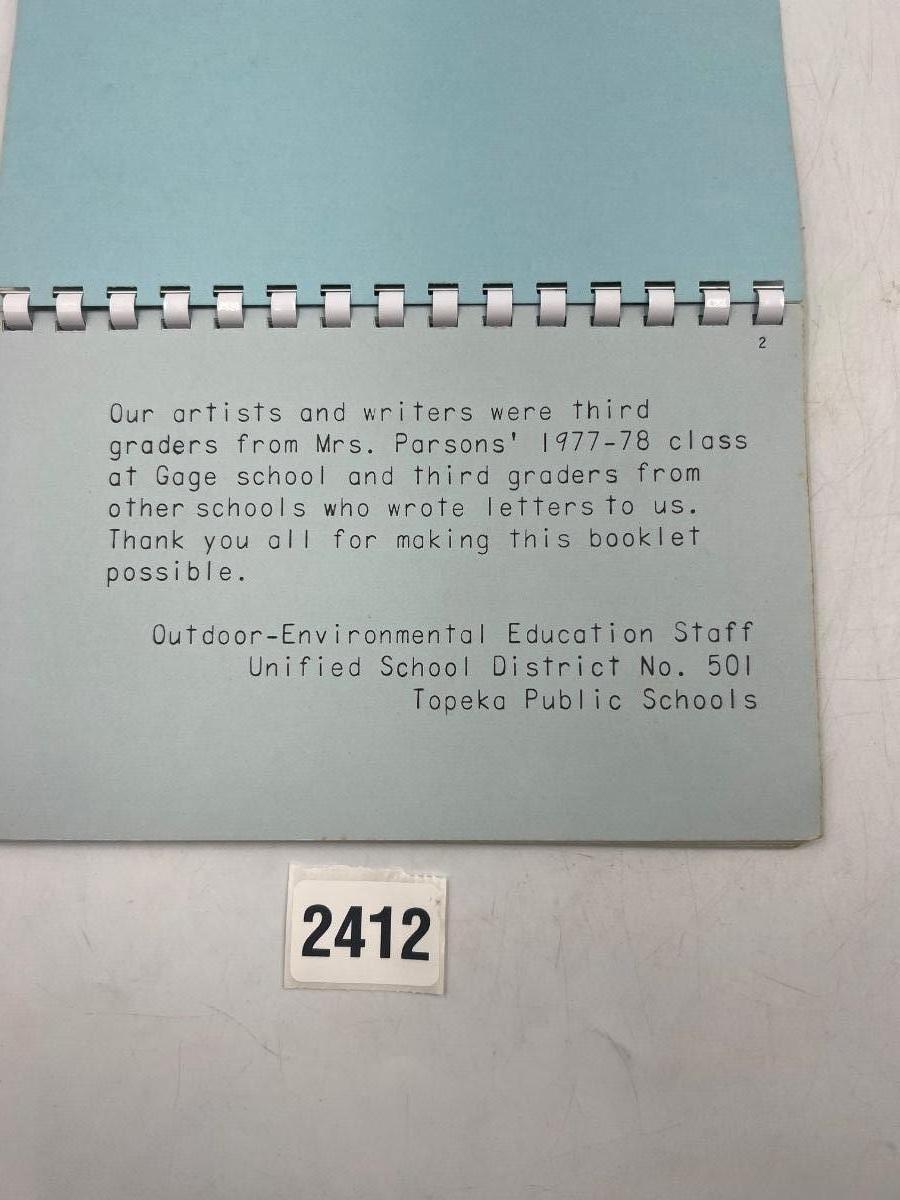 2
Our artists and writers were third
graders from Mrs. Parsons' 1977-78 class
at Gage school and third graders from
other schools who wrote letters to us.
Thank you all for making this booklet
possible.
Outdoor-Environmental Education Staff
Unified School District No. 501
Topeka Public Schools
2412